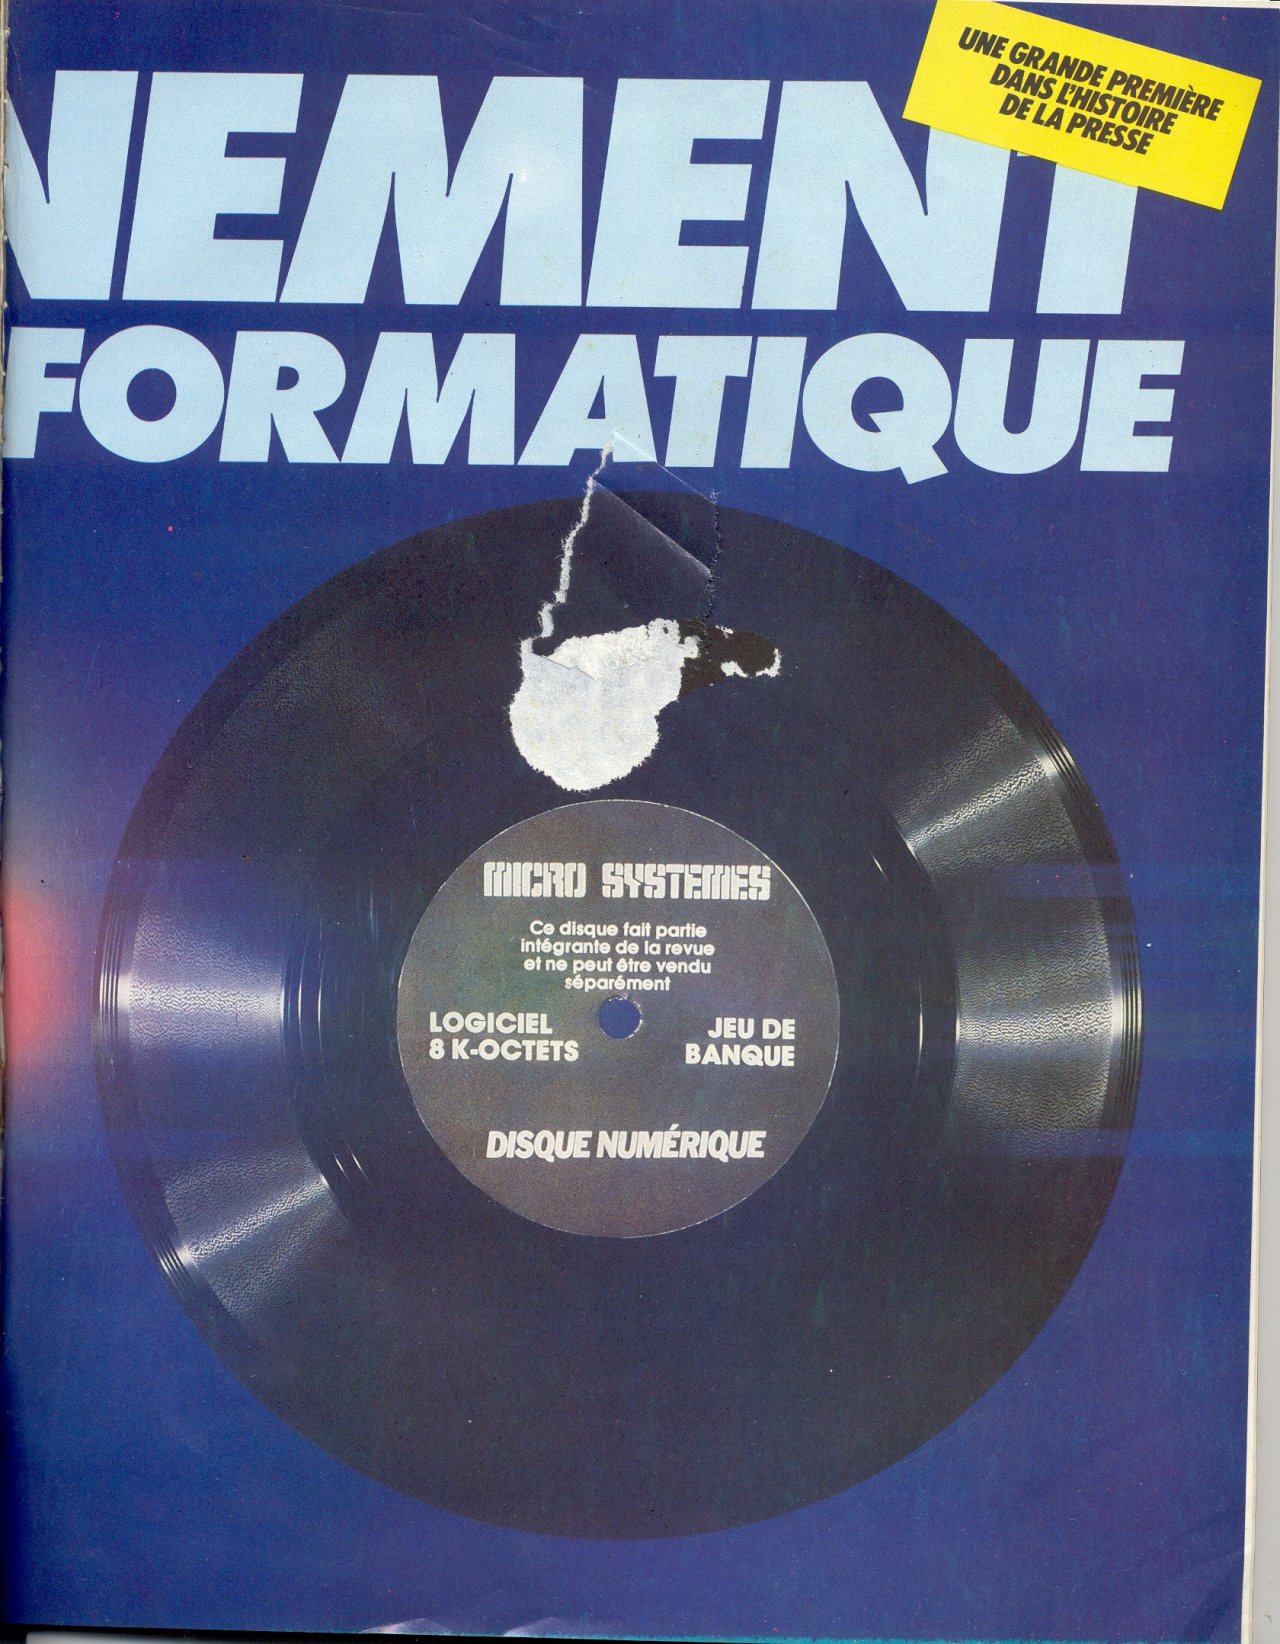 UNE GRANDE PREMIÈRE
DANS L'HISTOIRE
DE LA PRESSE
NEMENT
FORMATIQUE
MICRO SYSTEMES
Ce disque fait partie
intégrante de la revue
et ne peut être vendu
séparément
LOGICIEL
8 K-OCTETS
JEU DE
BANQUE
DISQUE NUMÉRIQUE